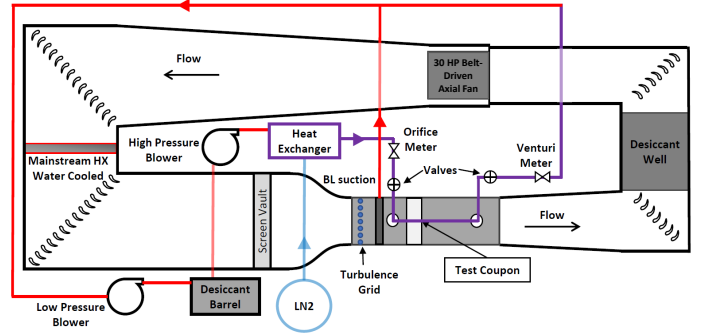 Flow
30 HP Belt-
Driven
Axial Fan
High Pressure
Blower
Heat
Exchanger
Orifice
Meter
Venturi
Meter
Desiccant
Well
Mainstream HX
Water Cooled
Valves
BL suction
Screen Vault
Flow
Turbulence
Grid
Test Coupon
Low Pressure
Blower
Desiccant
Barrel
LN2